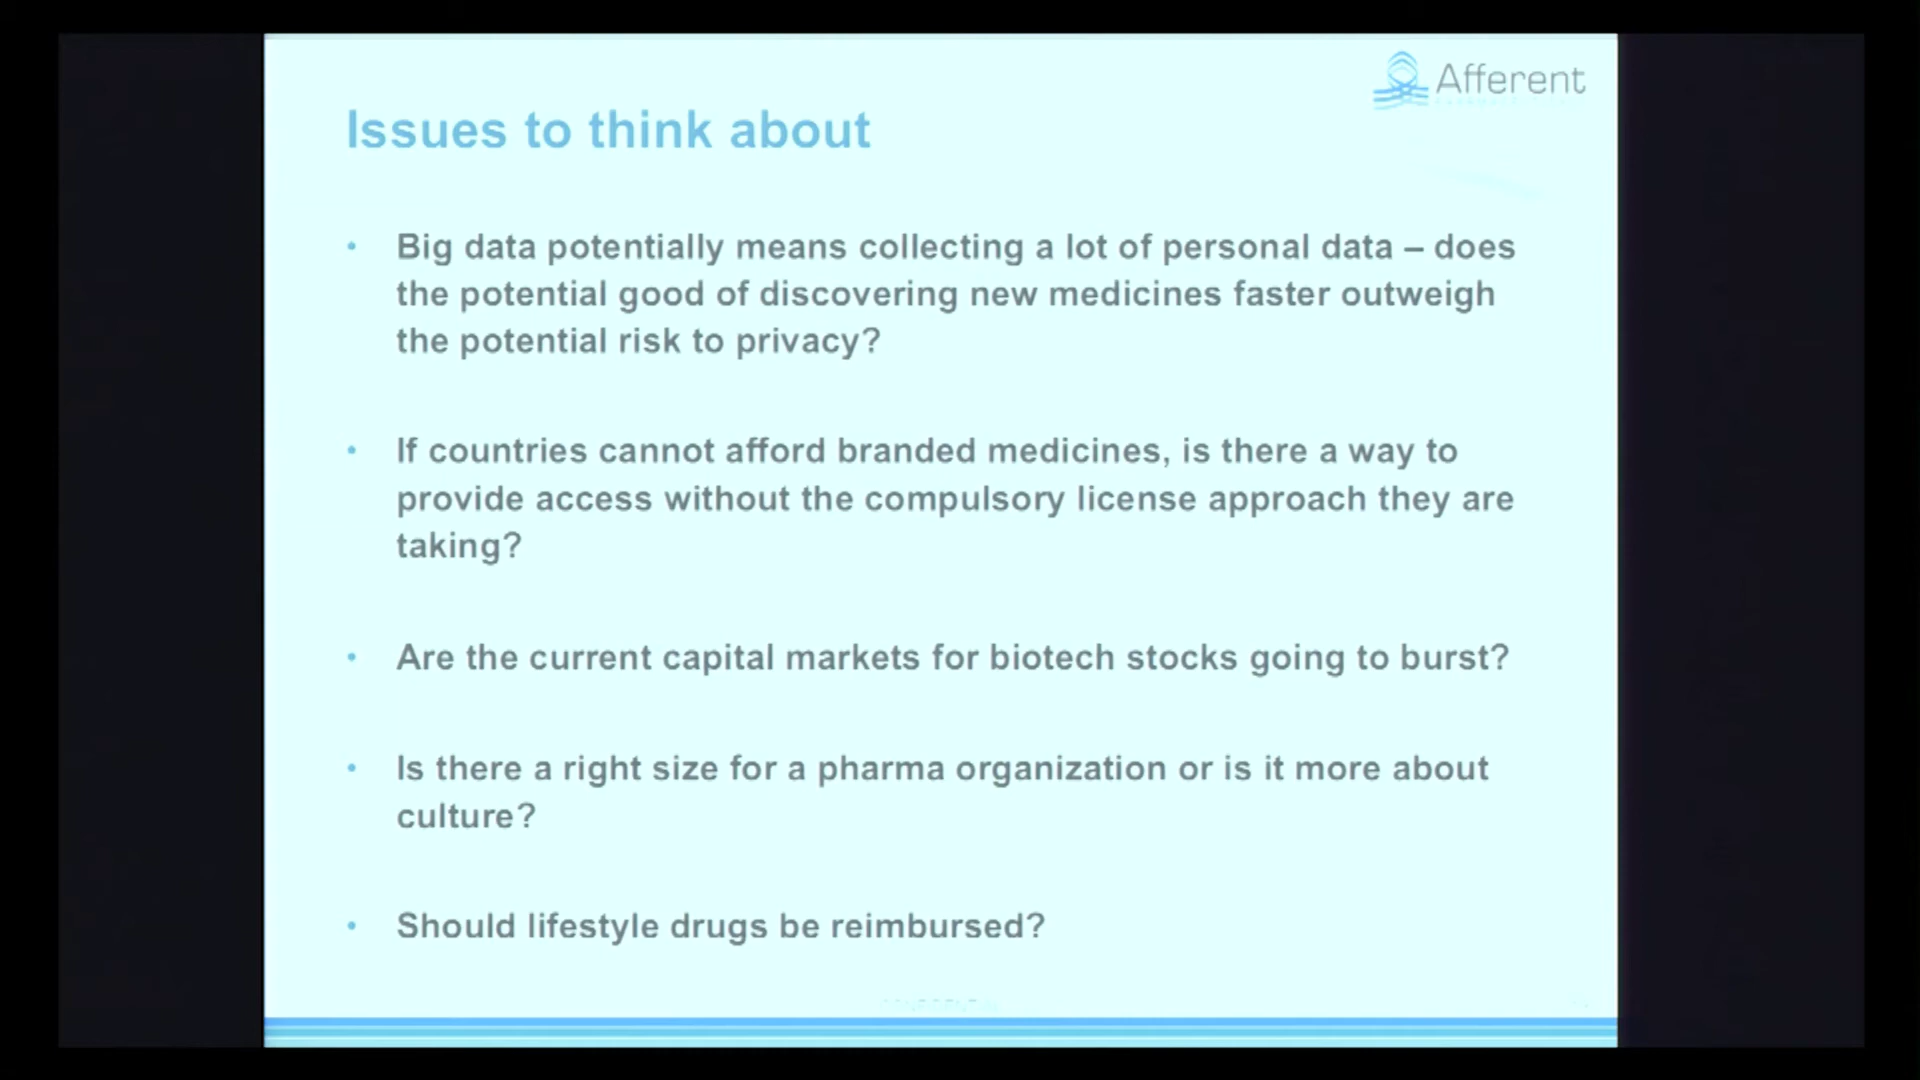 Afferent
Issues to think about
• Big data potentially means collecting a lot of personal data – does
the potential good of discovering new medicines faster outweigh
the potential risk to privacy?
• If countries cannot afford branded medicines, is there a way to
provide access without the compulsory license approach they are
taking?
• Are the current capital markets for biotech stocks going to burst?
• Is there a right size for a pharma organization or is it more about
culture?
• Should lifestyle drugs be reimbursed?